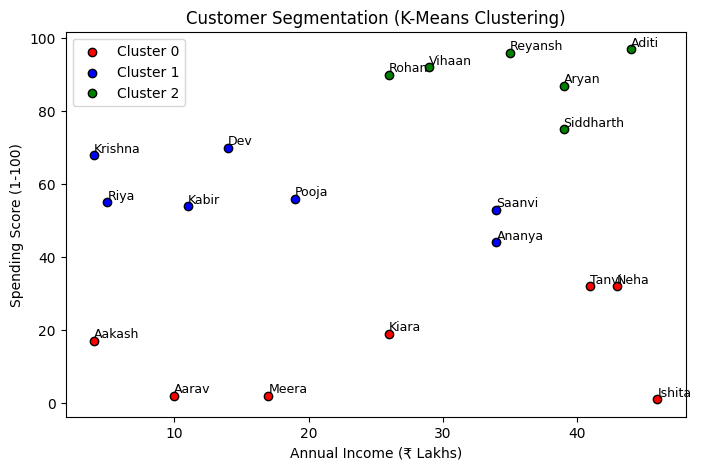 Customer Segmentation (K-Means Clustering)
Cluster 0
Cluster 1
Cluster 2
Spending Score (1-100)
100
80
60
40
20
0
Aditi
Reyansh
Vihaan
Rohan
Aryan
Siddharth
Dev
Krishna
Riya
Kabir
Pooja
Saanvi
Ananya
Tanvi
Neha
Kiara
Aakash
Aarav
Meera
Ishita
10 20 30 40
Annual Income (₹ Lakhs)